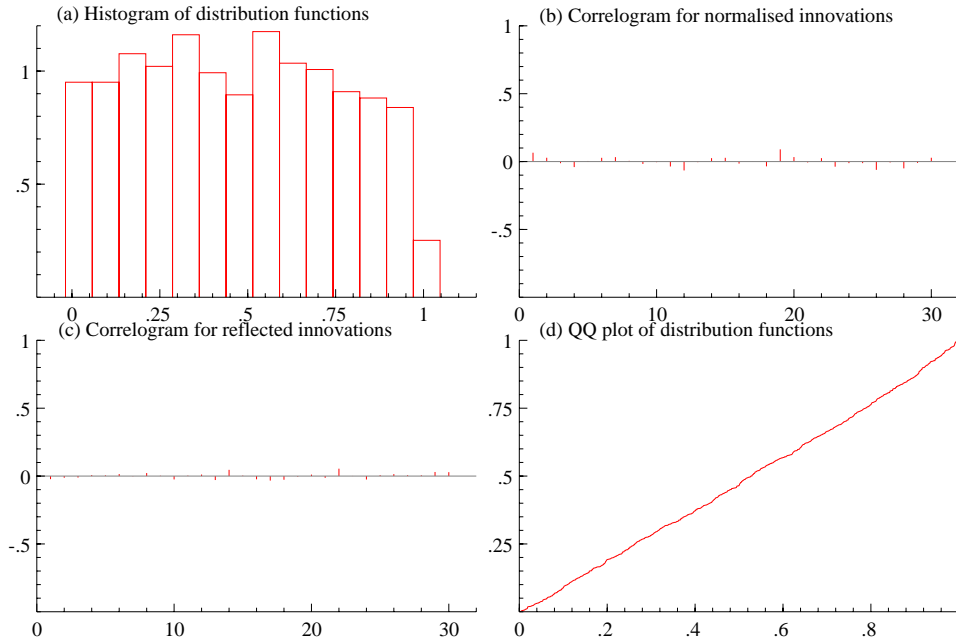 (a) Histogram of distribution functions
1
.5
0 .25 .5 .75 1
(b) Correlogram for normalised innovations
1
.5
0
-.5
0 10 20 30
(c) Correlogram for reflected innovations
1
.5
0
-.5
0 10 20 30
(d) QQ plot of distribution functions
1
.75
.5
.25
0 .2 .4 .6 .8